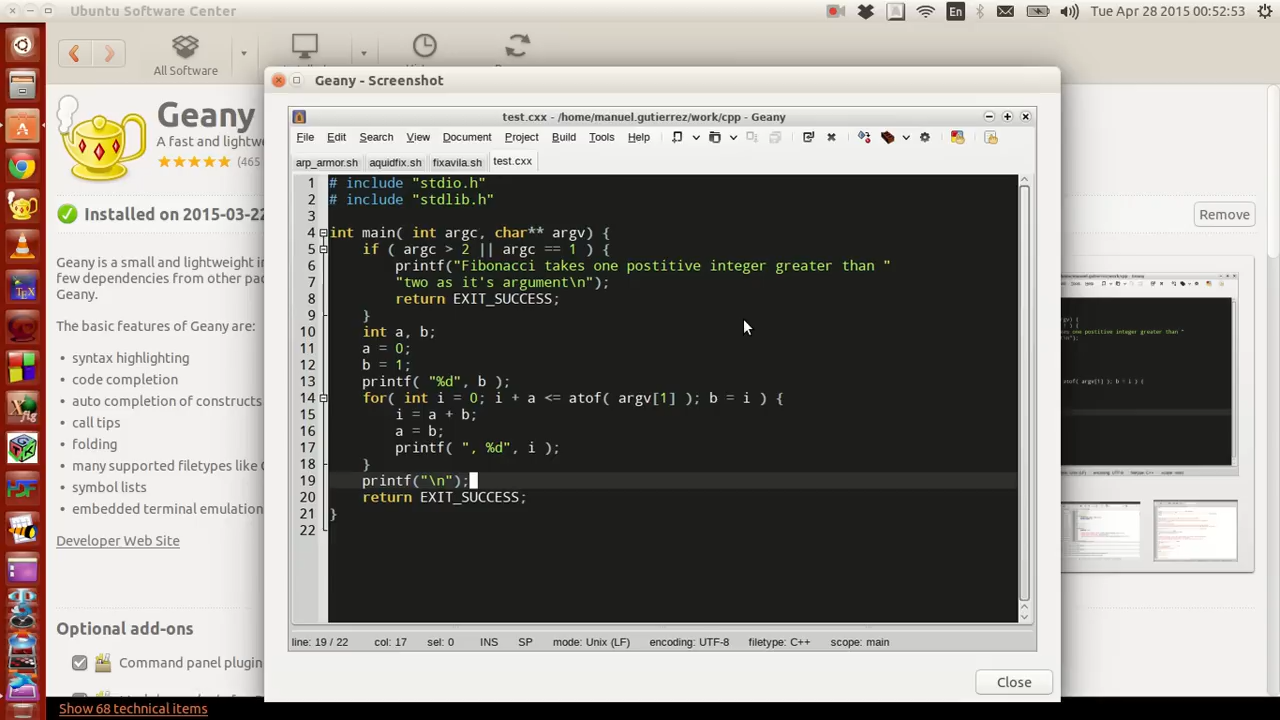 Ubuntu Software Center
En
Tue Apr 28 2015 00:52:53
All Software
Geany
A fast and lightwe
(465
Installed on 2015-03-22
Remove
Geany is a small and lightweight in
few dependencies from other pac
Geany.
The basic features of Geany are:
• syntax highlighting
• code completion
• auto completion of constructs
• call tips
• folding
• many supported filetypes like
• symbol lists
• embedded terminal emulation
Developer Web Site
Optional add-ons
Command panel plugin
Show 68 technical items
Geany - Screenshot
test.cxx - /home/manuel.gutierrez/work/cpp - Geany
File Edit Search View Document Project Build Tools Help
arp_armor.sh aquidfix.sh fixavila.sh test.cxx
1 # include "stdio.h"
2 # include "stdlib.h"
3
4 int main( int argc, char** argv) {
5 if ( argc > 2 || argc == 1 ) {
6 printf("Fibonacci takes one postitive integer greater than "
7 "two as it's argument\n");
8 return EXIT_SUCCESS;
9 }
10 int a, b;
11 a = 0;
12 b = 1;
13 printf( "%d", b );
14 for( int i = 0; i + a <= atof( argv[1] ); b = i ) {
15 i = a + b;
16 a = b;
17 printf( ", %d", i );
18 }
19 printf("\n");
20 return EXIT_SUCCESS;
21 }
22
line: 19 / 22 col: 17 sel: 0 INS SP mode: Unix (LF) encoding: UTF-8 filetype: C++ scope: main
Close